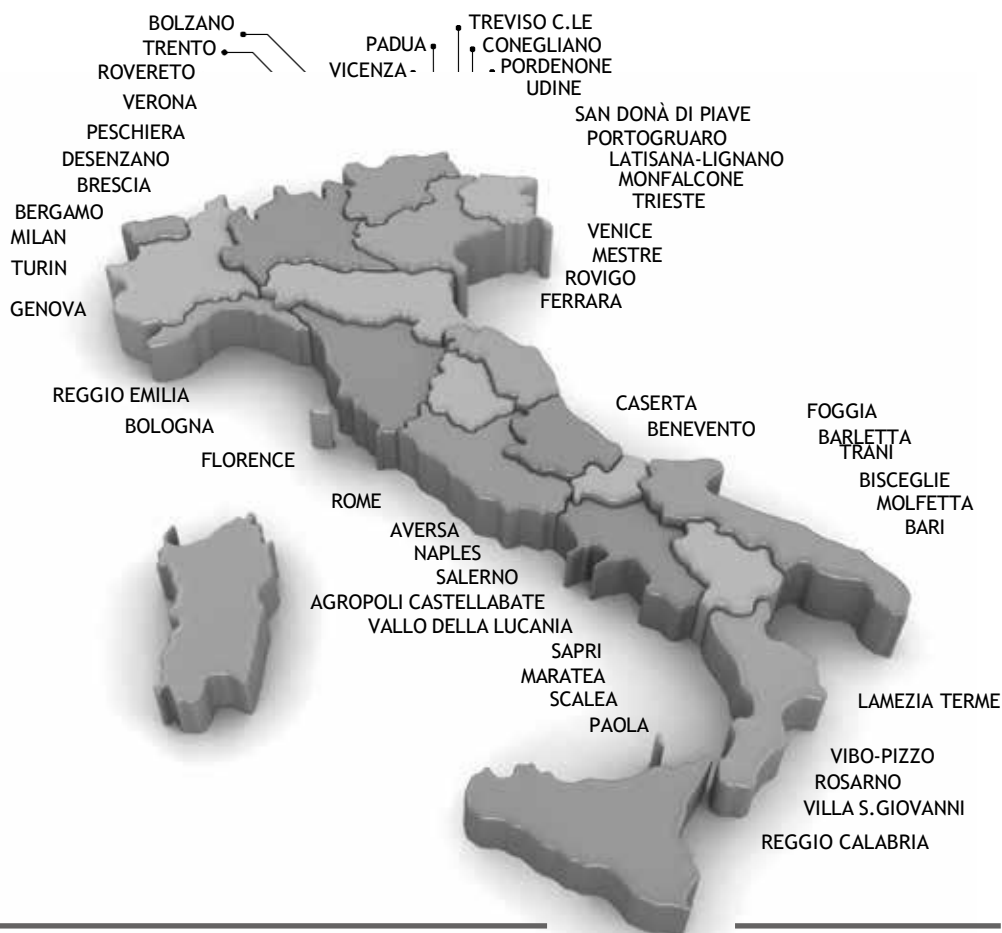 BOLZANO
TRENTO
ROVERETO
VERONA
PESCHIERA
DESENZANO
BRESCIA
BERGAMO
MILAN
TURIN
GENOVA
PADUA
VICENZA
TREVISO C.LE
CONEGLIANO
PORDENONE
UDINE
SAN DONÀ DI PIAVE
PORTOGRUARO
LATISANA-LIGNANO
MONFALCONE
TRIESTE
VENICE
MESTRE
ROVIGO
FERRARA
REGGIO EMILIA
BOLOGNA
FLORENCE
ROME
AVERSA
NAPLES
SALERNO
AGROPOLI CASTELLABATE
VALLO DELLA LUCANIA
SAPRI
MARATEA
SCALEA
PAOLA
CASERTA
BENEVENTO
FOGGIA
BARLETTA
TRANI
BISCEGLIE
MOLFETTA
BARI
LAMEZIA TERME
VIBO-PIZZO
ROSARNO
VILLA S.GIOVANNI
REGGIO CALABRIA